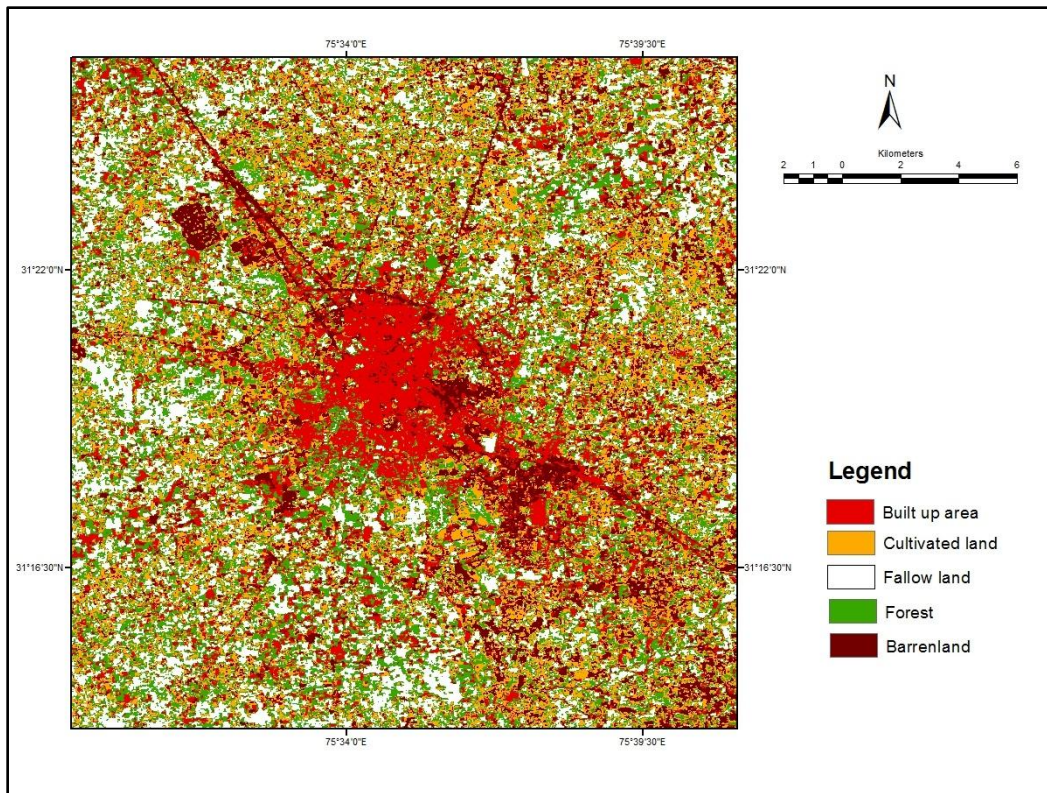 75°34'0"E 75°39'30"E
N
Kilometers
2 1 0 2 4 6
31°22'0"N 31°22'0"N
Legend
Built up area
Cultivated land
31°16'30"N 31°16'30"N
Fallow land
Forest
Barrenland
75°34'0"E 75°39'30"E